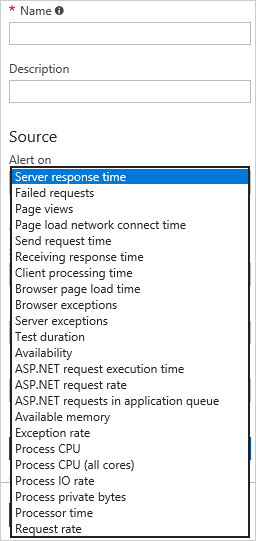 * Name
Description
Source
Alert on
Server response time
Failed requests
Page views
Page load network connect time
Send request time
Receiving response time
Client processing time
Browser page load time
Browser exceptions
Server exceptions
Test duration
Availability
ASP.NET request execution time
ASP.NET request rate
ASP.NET requests in application queue
Available memory
Exception rate
Process CPU
Process CPU (all cores)
Process IO rate
Process private bytes
Processor time
Request rate